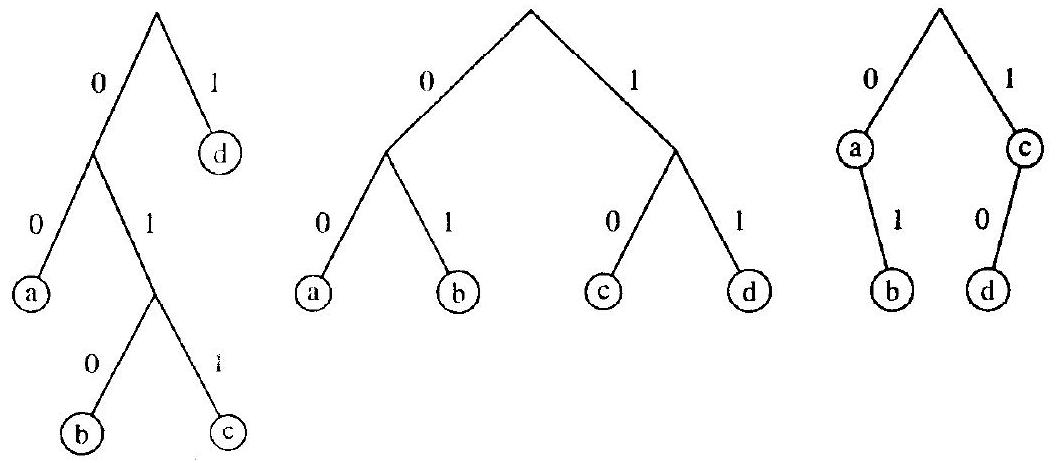 0 1 0 1 0 1
d a c
0 1 0 1 0 1 1 0
a a b c d b d
0 1
b c